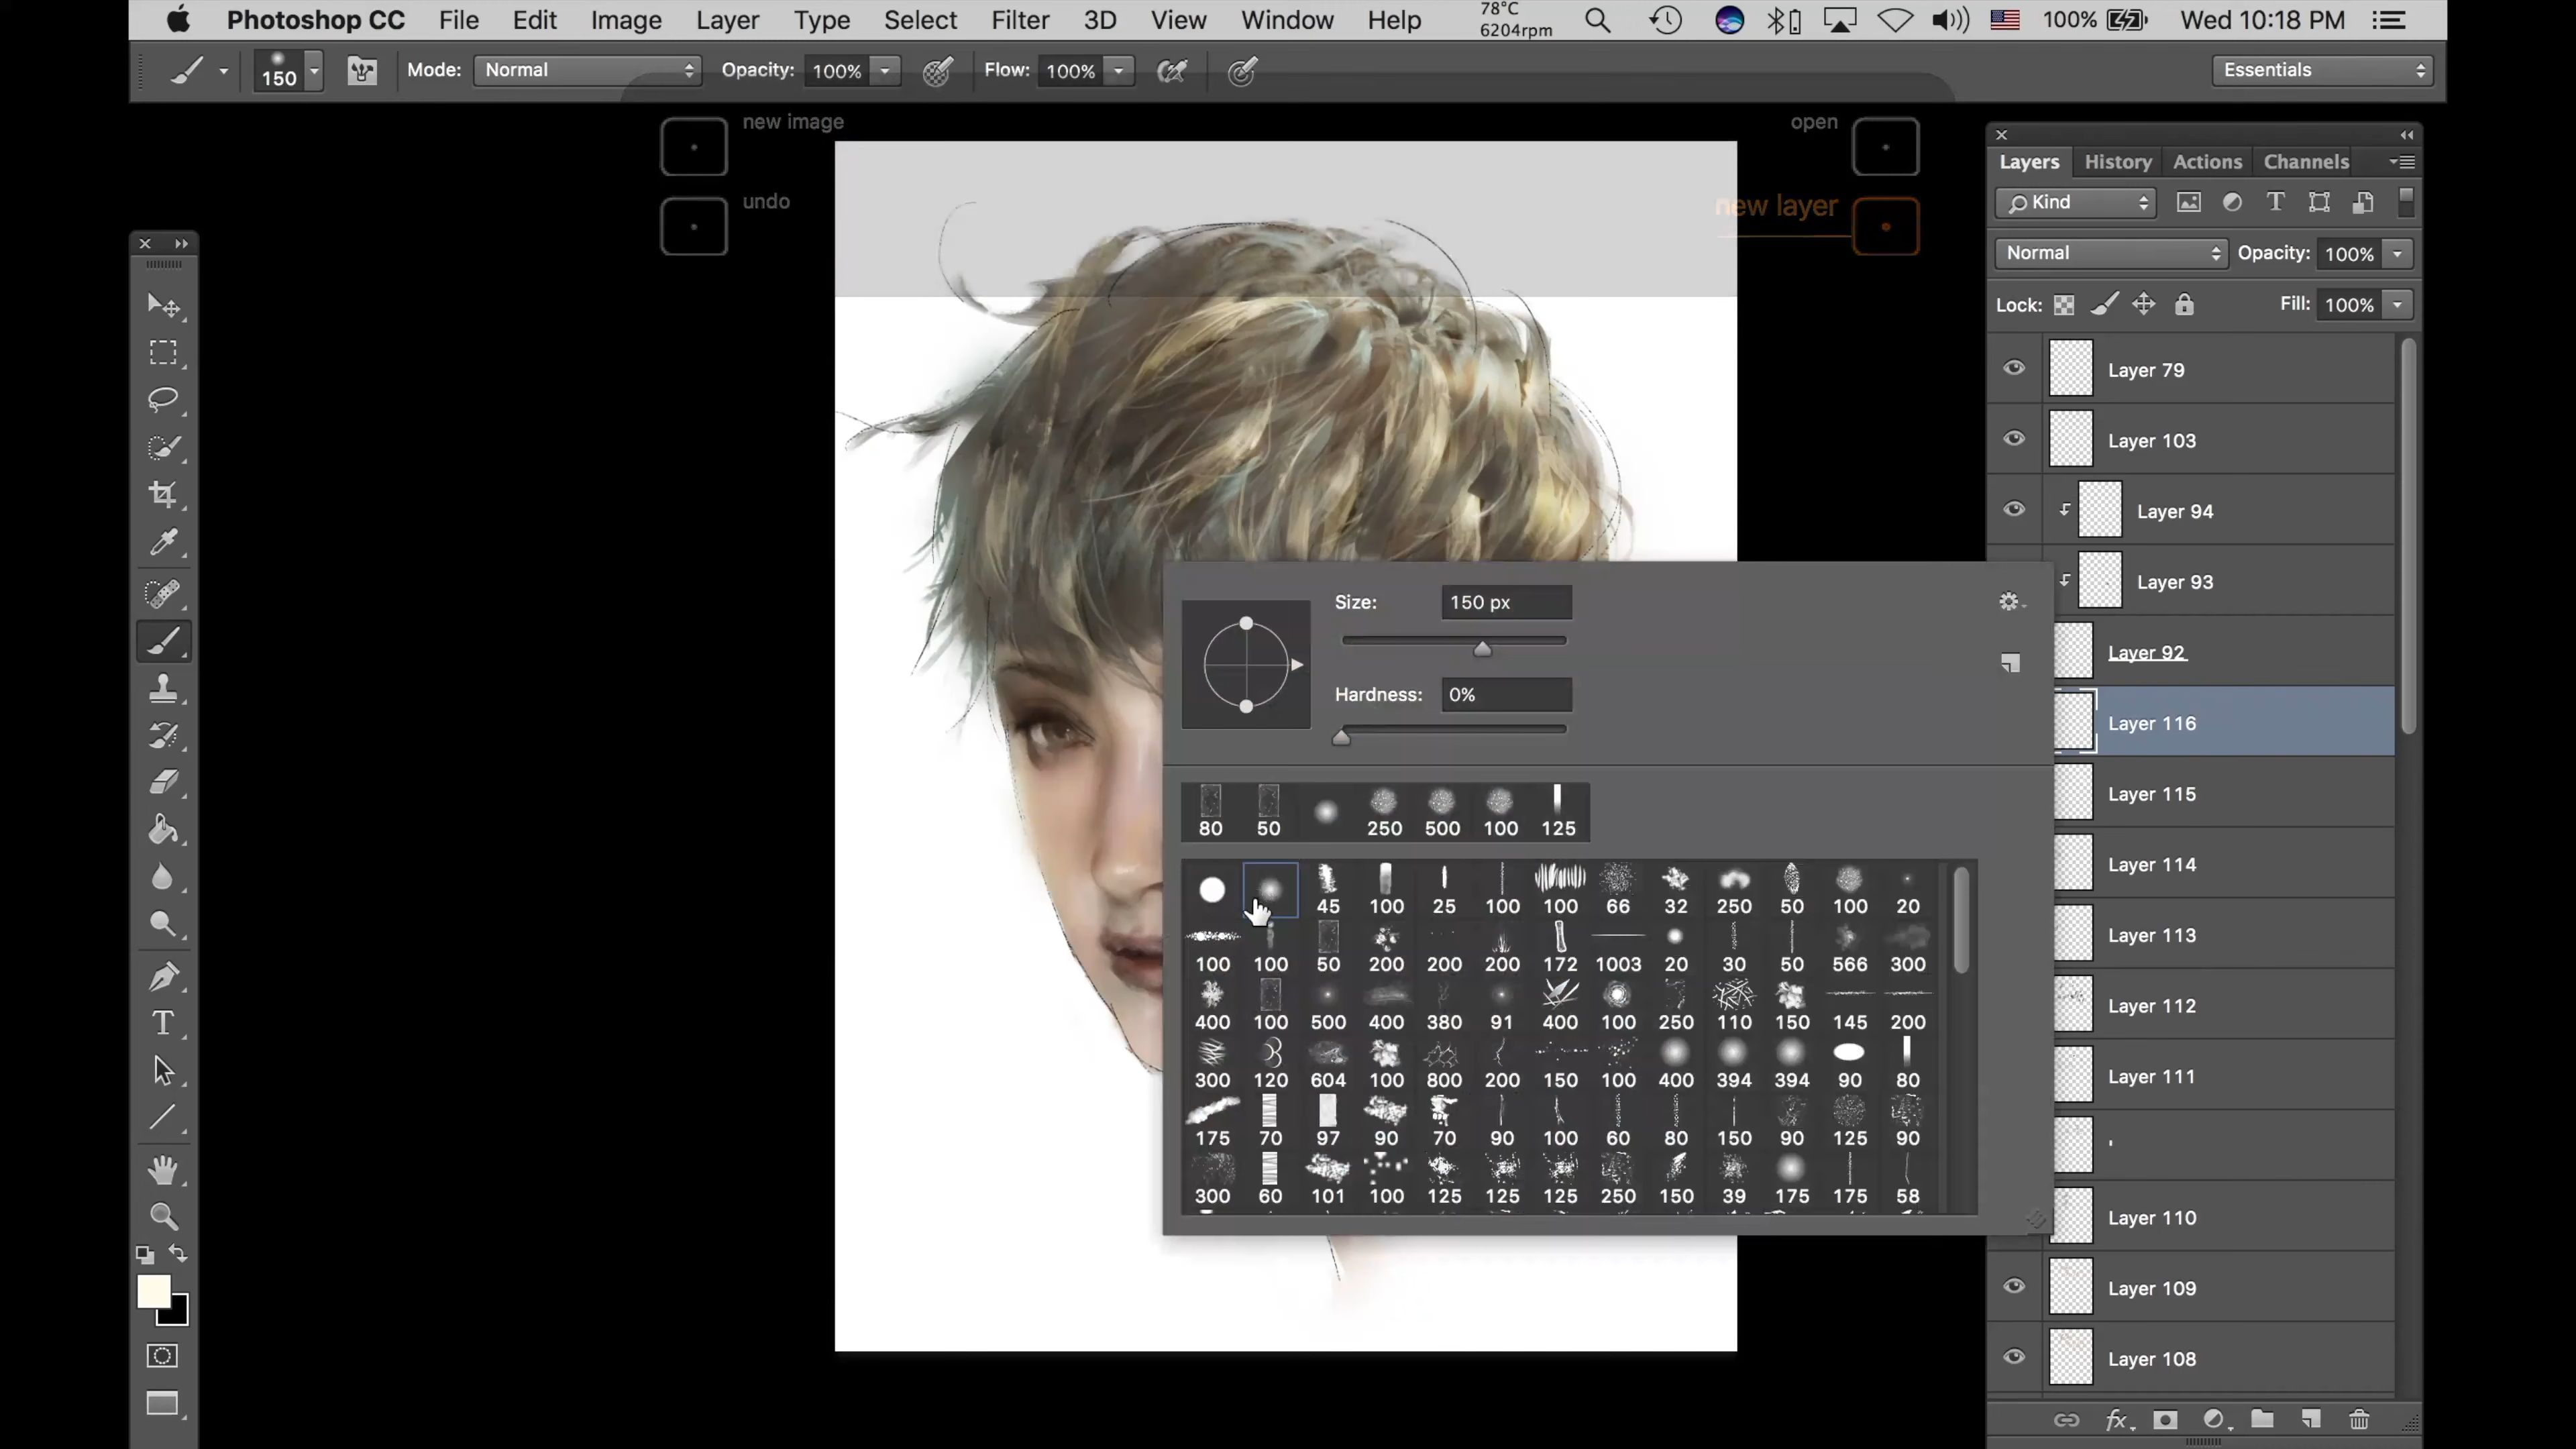 Photoshop CC File Edit Image Layer Type Select Filter 3D View Window Help 78°C 6204rpm 100% Wed 10:18 PM
150 Mode: Normal Opacity: 100% Flow: 100% Essentials
new image open
undo new layer
Layers History Actions Channels
Kind
Normal Opacity: 100%
Lock: Fill: 100%
Layer 79
Layer 103
Layer 94
Layer 93
Layer 92
Layer 116
Layer 115
Layer 114
Layer 113
Layer 112
Layer 111
'
Layer 110
Layer 109
Layer 108
Size: 150 px
Hardness: 0%
80 50 250 500 100 125
45 100 25 100 100 66 32 250 50 100 20
100 100 50 200 200 200 172 1003 20 30 50 566 300
400 100 500 400 380 91 400 100 250 110 150 145 200
300 120 604 100 800 200 150 100 400 394 394 90 80
175 70 97 90 70 90 100 60 80 150 90 125 90
300 60 101 100 125 125 125 250 150 39 175 175 58